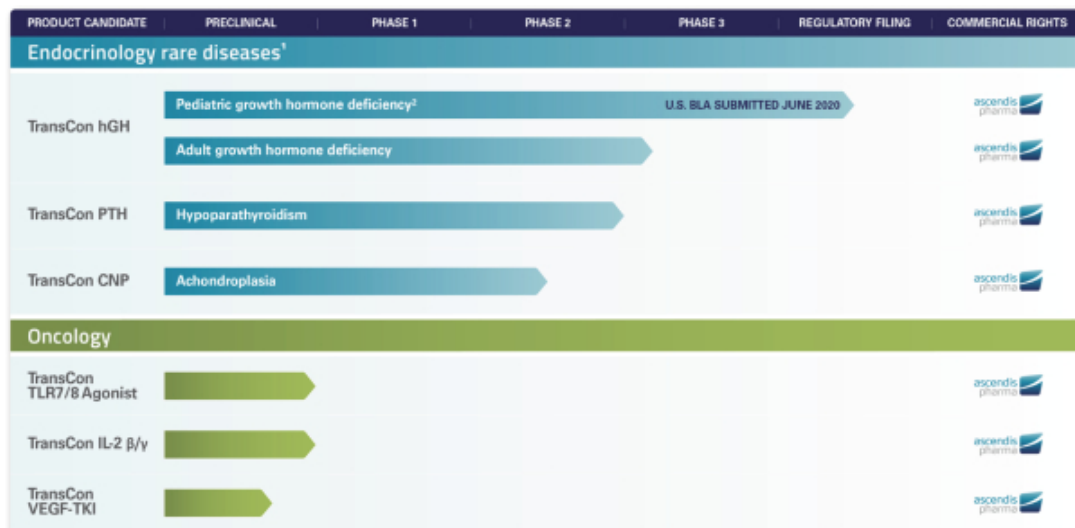 PRODUCT CANDIDATE PRECLINICAL PHASE 1 PHASE 2 PHASE 3 REGULATORY FILING COMMERCIAL RIGHTS
Endocrinology rare diseases¹
TransCon hGH
Pediatric growth hormone deficiency² U.S. BLA SUBMITTED JUNE 2020
ascendis
pharma
Adult growth hormone deficiency
ascendis
pharma
TransCon PTH
Hypoparathyroidism
ascendis
pharma
TransCon CNP
Achondroplasia
ascendis
pharma
Oncology
TransCon
TLR7/8 Agonist
ascendis
pharma
TransCon IL-2 β/γ
ascendis
pharma
TransCon
VEGF-TKI
ascendis
pharma